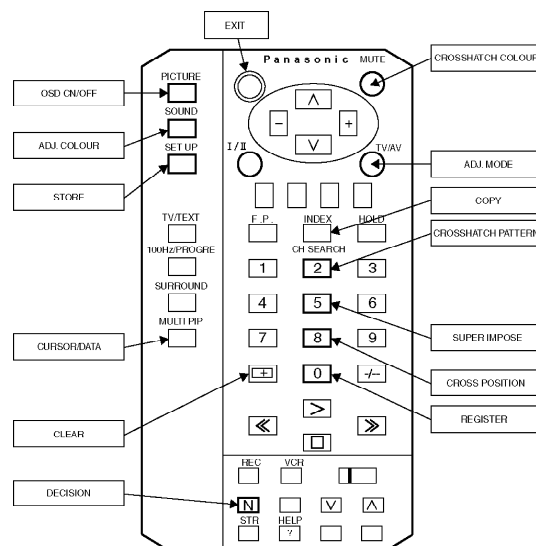 EXIT
Panasonic MUTE
CROSSHATCH COLOUR
PICTURE
OSD CN/OFF
SOUND
ADJ. COLOUR
SET UP
I/II
TV/AV
ADJ. MODE
STORE
COPY
TV/TEXT
F.P. INDEX HOLD
CROSSHATCH PATTERN
CH SEARCH
100Hz/PROGRE
1 2 3
SURROUND
4 5 6
MULTI PIP
SUPER IMPOSE
7 8 9
CURSOR/DATA
0 -/--
CROSS POSITION
REGISTER
CLEAR
REC VCR
DECISION
N
STR HELP
?